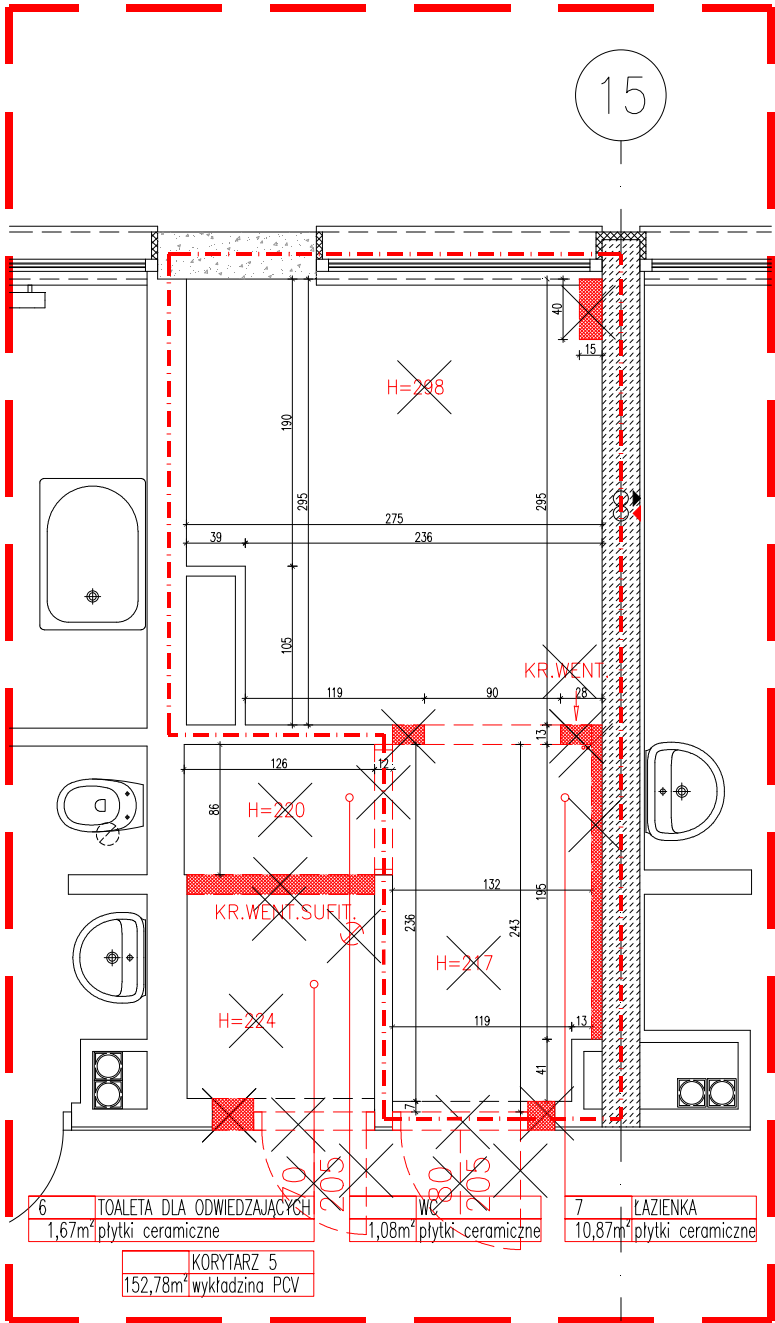 15
40
15
H=298
190
295
295
275
39
236
105
KR.WENT.
119
90
28
13
126
12
86
H=220
132
195
KR.WENT.SUFIT.
236
243
H=217
H=224
119
13
41
7
70
205
80
205
6 TOALETA DLA ODWIEDZAJĄCYCH
1,67m² płytki ceramiczne
WC
1,08m² płytki ceramiczne
7 ŁAZIENKA
10,87m² płytki ceramiczne
KORYTARZ 5
152,78m² wykładzina PCV